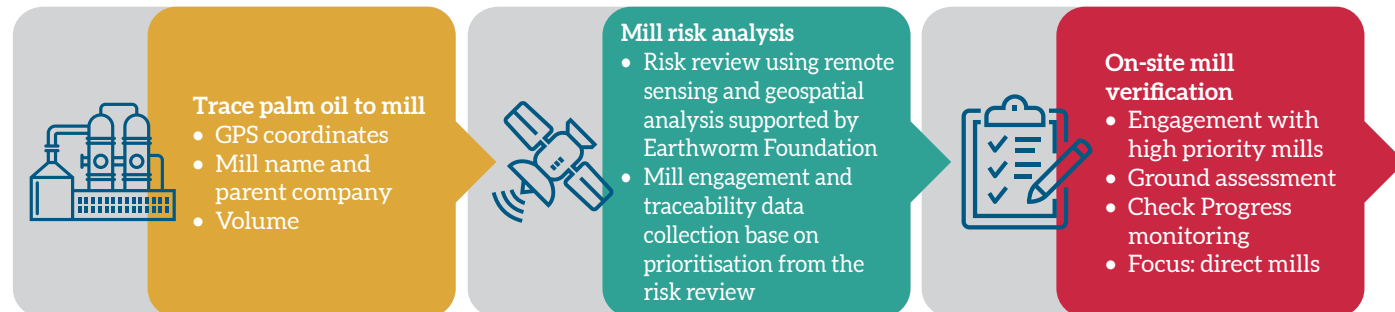 Trace palm oil to mill
• GPS coordinates
• Mill name and
parent company
• Volume
Mill risk analysis
• Risk review using remote
sensing and geospatial
analysis supported by
Earthworm Foundation
• Mill engagement and
traceability data
collection base on
prioritisation from the
risk review
On-site mill
verification
• Engagement with
high priority mills
• Ground assessment
• Check Progress
monitoring
• Focus: direct mills